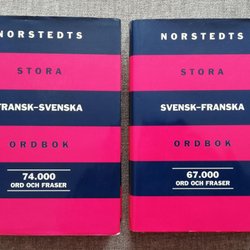 NORSTEDTS
STORA
FRANSK–SVENSKA
ORDBOK
74.000
ORD OCH FRASER
NORSTEDTS
STORA
SVENSK–FRANSKA
ORDBOK
67.000
ORD OCH FRASER